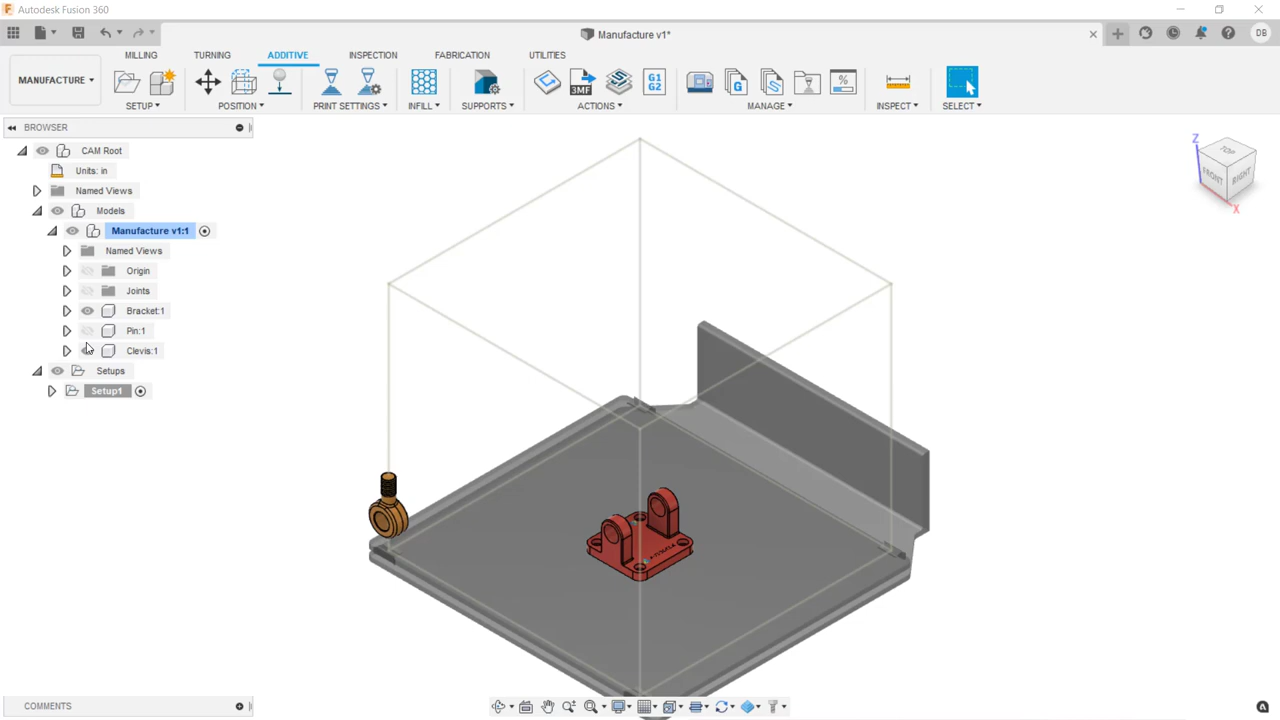 Autodesk Fusion 360
Manufacture v1*
DB
MILLING
TURNING
ADDITIVE
INSPECTION
FABRICATION
UTILITIES
MANUFACTURE
3MF
G1
G2
G
S
%
SETUP
POSITION
PRINT SETTINGS
INFILL
SUPPORTS
ACTIONS
MANAGE
INSPECT
SELECT
BROWSER
CAM Root
Units: in
Named Views
Models
Manufacture v1:1
Named Views
Origin
Joints
Bracket:1
Pin:1
Clevis:1
Setups
Setup1
Z
TOP
FRONT
RIGHT
X
COMMENTS